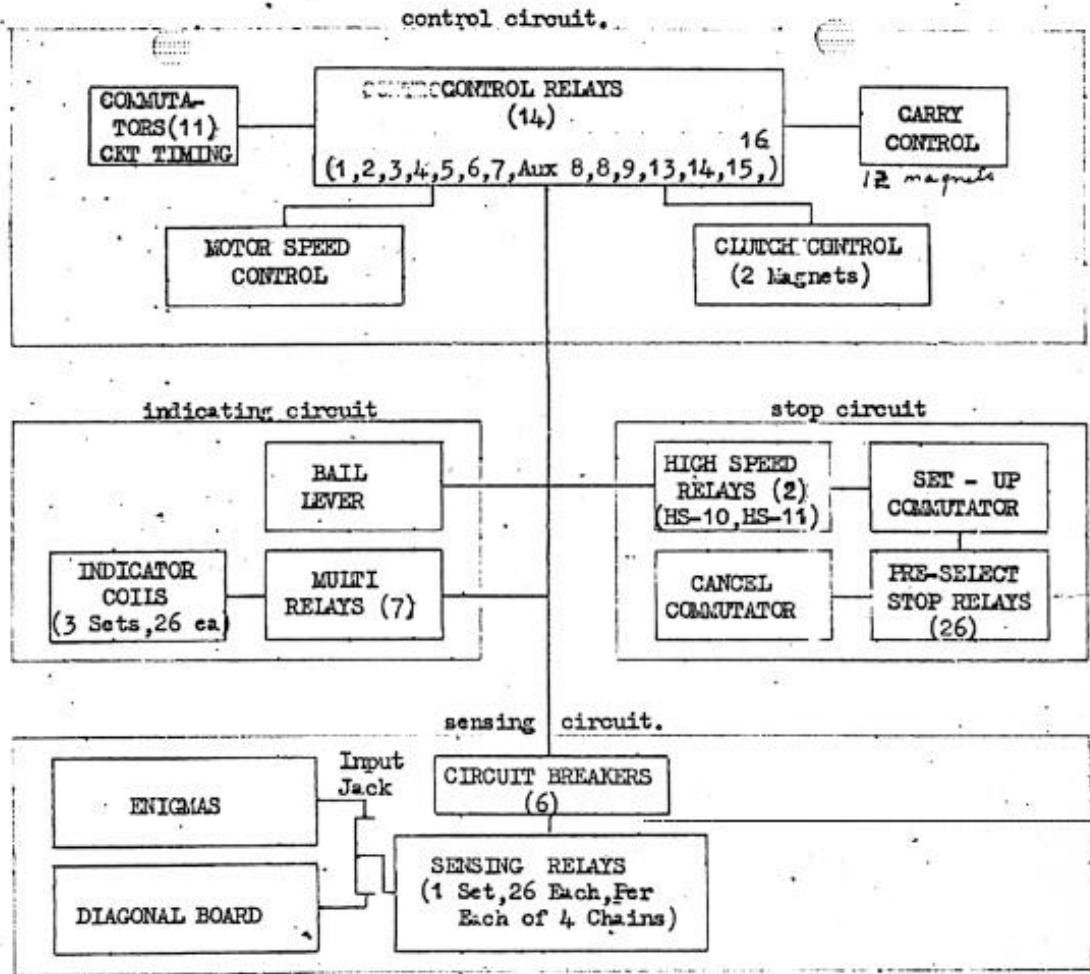 control circuit.
COMMUTA-
TORS(11)
CKT TIMING
CONTROCONTROL RELAYS
(14)
16
(1,2,3,4,5,6,7,Aux 8,8,9,13,14,15,)
CARRY
CONTROL
12 magnets
MOTOR SPEED
CONTROL
CLUTCH CONTROL
(2 Magnets)
indicating circuit
BAIL
LEVER
INDICATOR
COILS
(3 Sets,26 ea)
MULTI
RELAYS (7)
stop circuit
HIGH SPEED
RELAYS (2)
(HS-10,HS-11)
SET - UP
COMMUTATOR
CANCEL
COMMUTATOR
PRE-SELECT
STOP RELAYS
(26)
sensing circuit.
ENIGMAS
Input
Jack
CIRCUIT BREAKERS
(6)
DIAGONAL BOARD
SENSING RELAYS
(1 Set,26 Each,Per
Each of 4 Chains)